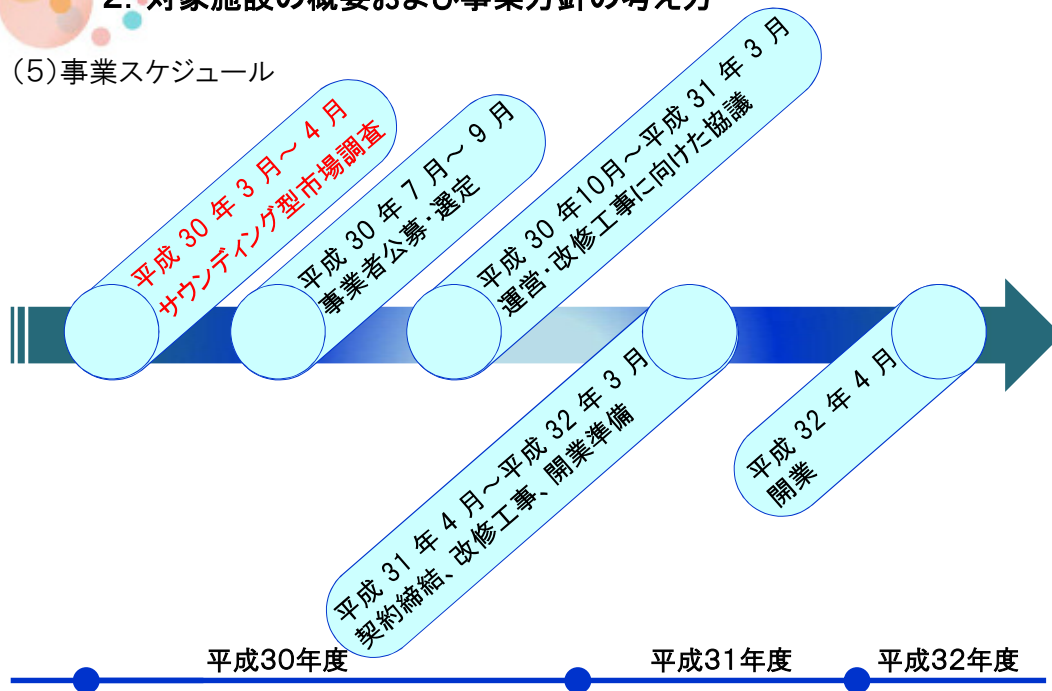 2. 対象施設の概要および事業方針の考え方
(5)事業スケジュール
平成 30 年 3 月～ 4 月
サウンディング型市場調査
平成 30 年 7 月～ 9 月
事業者公募・選定
平成 30 年10月～平成 31 年 3 月
運営・改修工事に向けた協議
平成 31 年 4 月～平成 32 年 3 月
契約締結、改修工事、開業準備
平成 32 年 4 月
開業
平成30年度
平成31年度
平成32年度